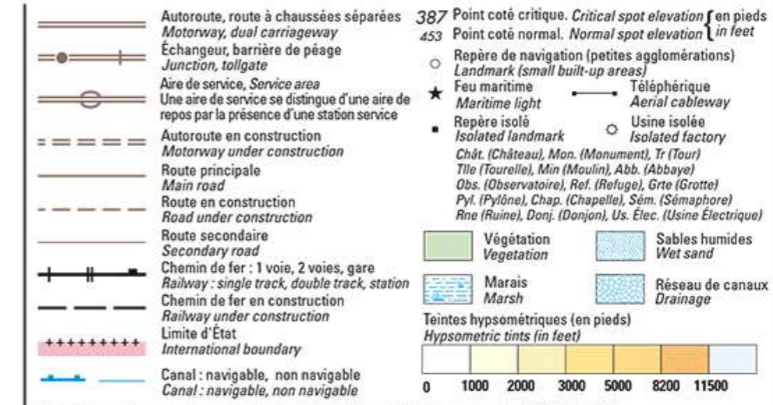 Autoroute, route à chaussées séparées
Motorway, dual carriageway
Échangeur, barrière de péage
Junction, tollgate
Aire de service, Service area
Une aire de service se distingue d'une aire de
repos par la présence d'une station service
Autoroute en construction
Motorway under construction
Route principale
Main road
Route en construction
Road under construction
Route secondaire
Secondary road
Chemin de fer : 1 voie, 2 voies, gare
Railway : single track, double track, station
Chemin de fer en construction
Railway under construction
Limite d'État
International boundary
Canal : navigable, non navigable
Canal : navigable, non navigable
387 Point coté critique. Critical spot elevation { en pieds
453 Point coté normal. Normal spot elevation { in feet
Repère de navigation (petites agglomérations)
Landmark (small built-up areas)
Feu maritime
Maritime light
Téléphérique
Aerial cableway
Repère isolé
Isolated landmark
Usine isolée
Isolated factory
Chât. (Château), Mon. (Monument), Tr (Tour)
Tlle (Tourelle), Min (Moulin), Abb. (Abbaye)
Obs. (Observatoire), Ref. (Refuge), Grte (Grotte)
Pyl. (Pylône), Chap. (Chapelle), Sém. (Sémaphore)
Rne (Ruine), Donj. (Donjon), Us. Élec. (Usine Électrique)
Végétation
Vegetation
Sables humides
Wet sand
Marais
Marsh
Réseau de canaux
Drainage
Teintes hypsométriques (en pieds)
Hypsometric tints (in feet)
0 1000 2000 3000 5000 8200 11500